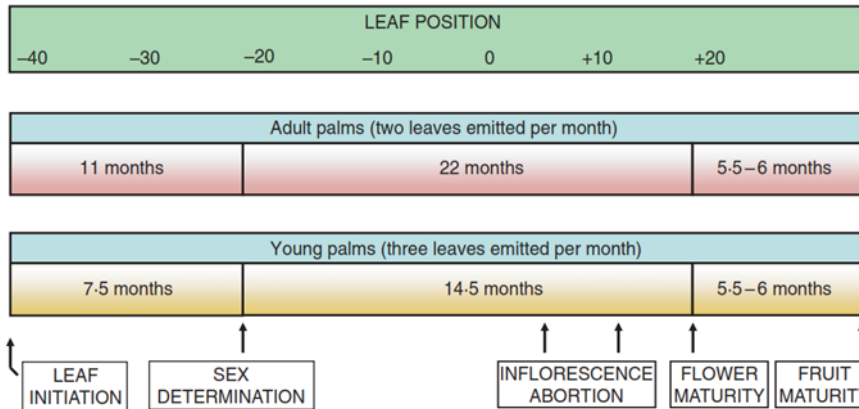 LEAF POSITION
–40 –30 –20 –10 0 +10 +20
Adult palms (two leaves emitted per month)
11 months 22 months 5·5–6 months
Young palms (three leaves emitted per month)
7·5 months 14·5 months 5·5–6 months
LEAF
INITIATION
SEX
DETERMINATION
INFLORESCENCE
ABORTION
FLOWER
MATURITY
FRUIT
MATURITY